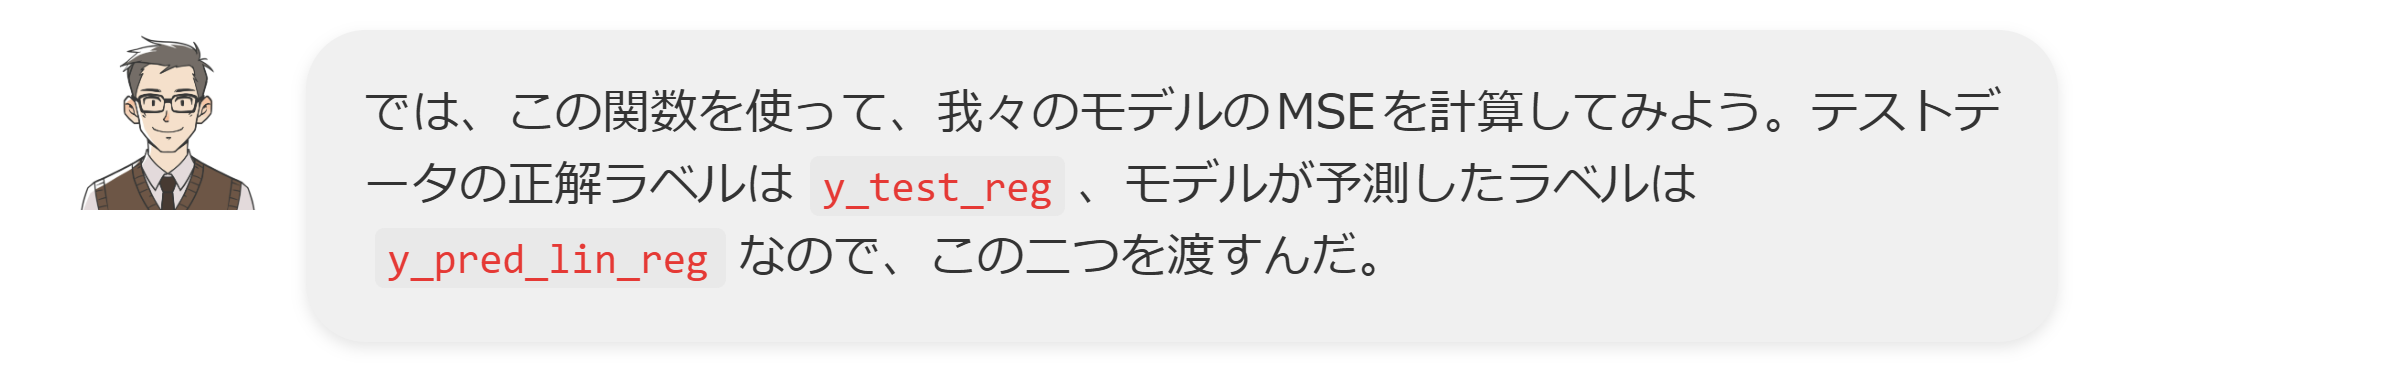 では、この関数を使って、我々のモデルのMSEを計算してみよう。テストデ
ータの正解ラベルは y_test_reg 、モデルが予測したラベルは
y_pred_lin_reg なので、この二つを渡すんだ。